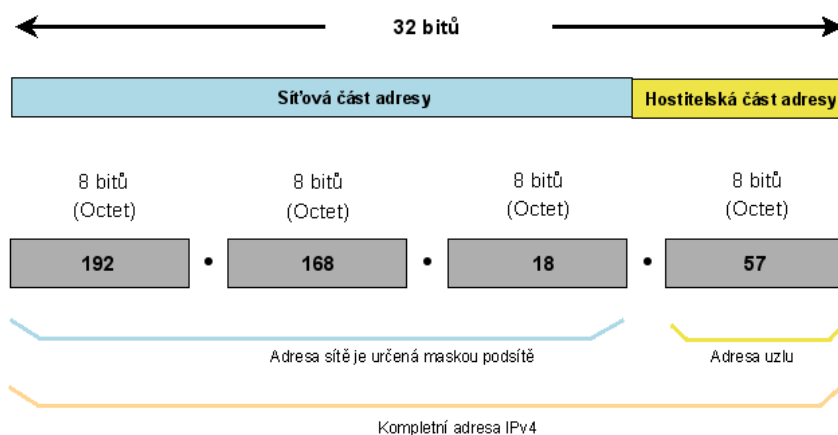 32 bitů
Síťová část adresy
Hostitelská část adresy
8 bitů
(Octet)
8 bitů
(Octet)
8 bitů
(Octet)
8 bitů
(Octet)
192 • 168 • 18 • 57
Adresa sítě je určená maskou podsítě
Adresa uzlu
Kompletní adresa IPv4